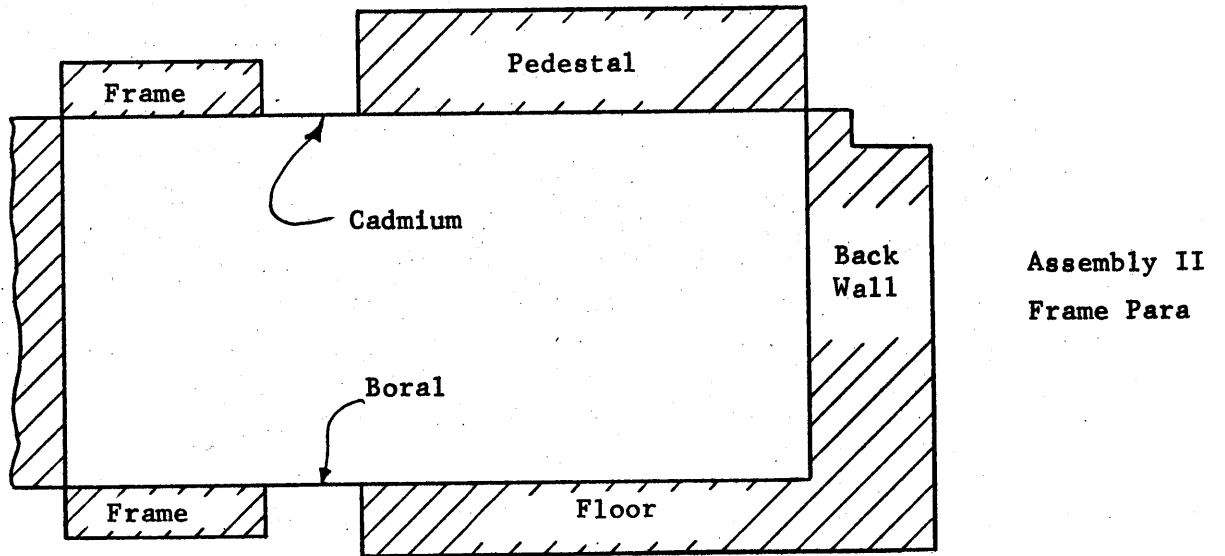 Pedestal
Frame
Cadmium
Back
Wall
Assembly II
Frame Para
Boral
Frame
Floor